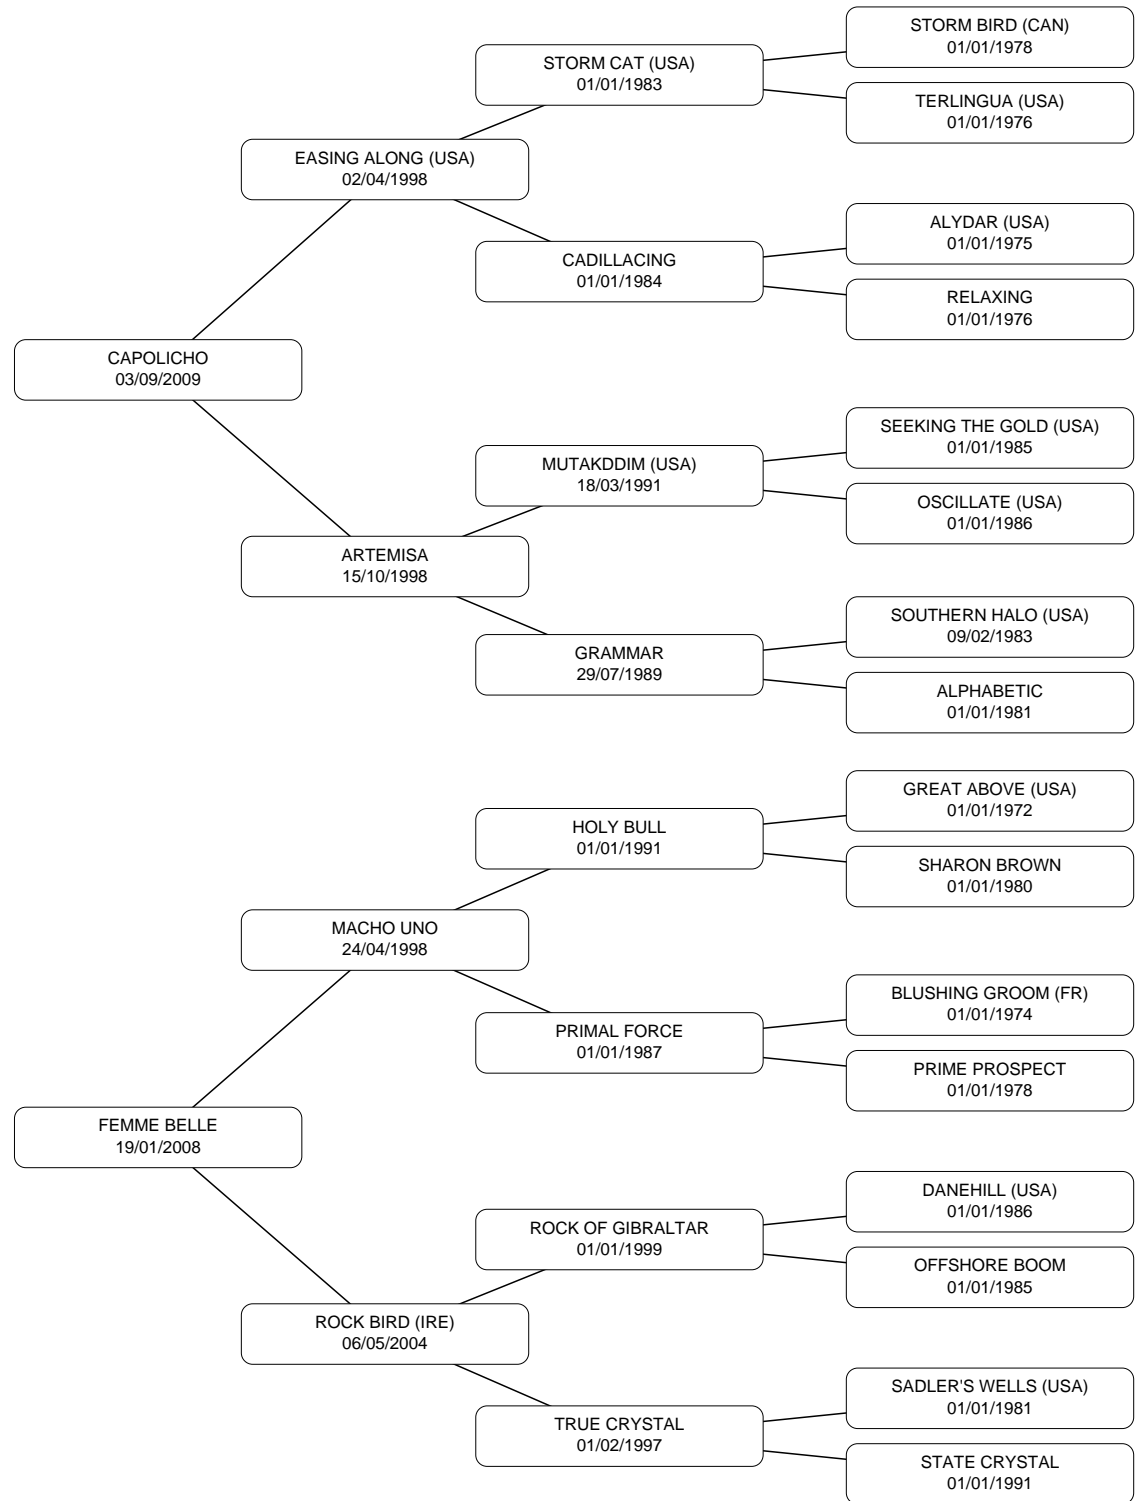 STORM BIRD (CAN)
01/01/1978
STORM CAT (USA)
01/01/1983
TERLINGUA (USA)
01/01/1976
EASING ALONG (USA)
02/04/1998
ALYDAR (USA)
01/01/1975
CADILLACING
01/01/1984
RELAXING
01/01/1976
CAPOLICHO
03/09/2009
SEEKING THE GOLD (USA)
01/01/1985
MUTAKDDIM (USA)
18/03/1991
OSCILLATE (USA)
01/01/1986
ARTEMISA
15/10/1998
SOUTHERN HALO (USA)
09/02/1983
GRAMMAR
29/07/1989
ALPHABETIC
01/01/1981
GREAT ABOVE (USA)
01/01/1972
HOLY BULL
01/01/1991
SHARON BROWN
01/01/1980
MACHO UNO
24/04/1998
BLUSHING GROOM (FR)
01/01/1974
PRIMAL FORCE
01/01/1987
PRIME PROSPECT
01/01/1978
FEMME BELLE
19/01/2008
DANEHILL (USA)
01/01/1986
ROCK OF GIBRALTAR
01/01/1999
OFFSHORE BOOM
01/01/1985
ROCK BIRD (IRE)
06/05/2004
SADLER'S WELLS (USA)
01/01/1981
TRUE CRYSTAL
01/02/1997
STATE CRYSTAL
01/01/1991